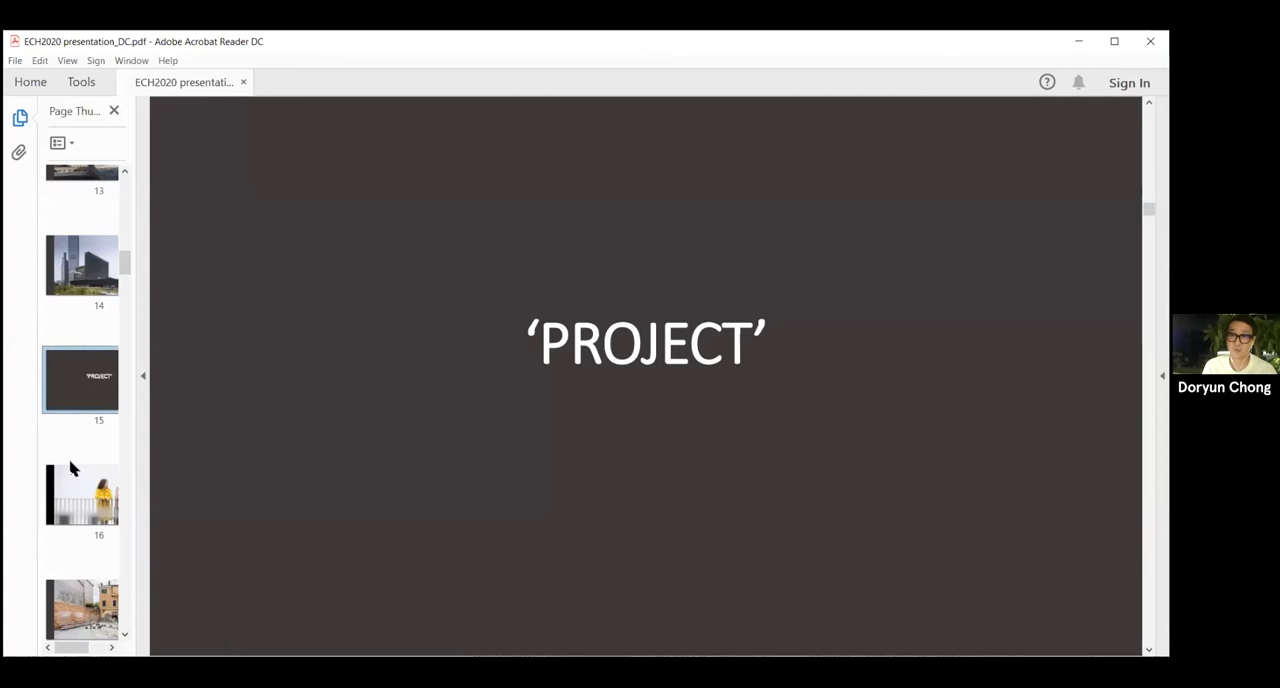 ECH2020 presentation_DC.pdf - Adobe Acrobat Reader DC
File Edit View Sign Window Help
Home Tools ECH2020 presentati... Sign In
Page Thu...
13
14
'PROJECT'
15
16
‘PROJECT’
Doryun Chong